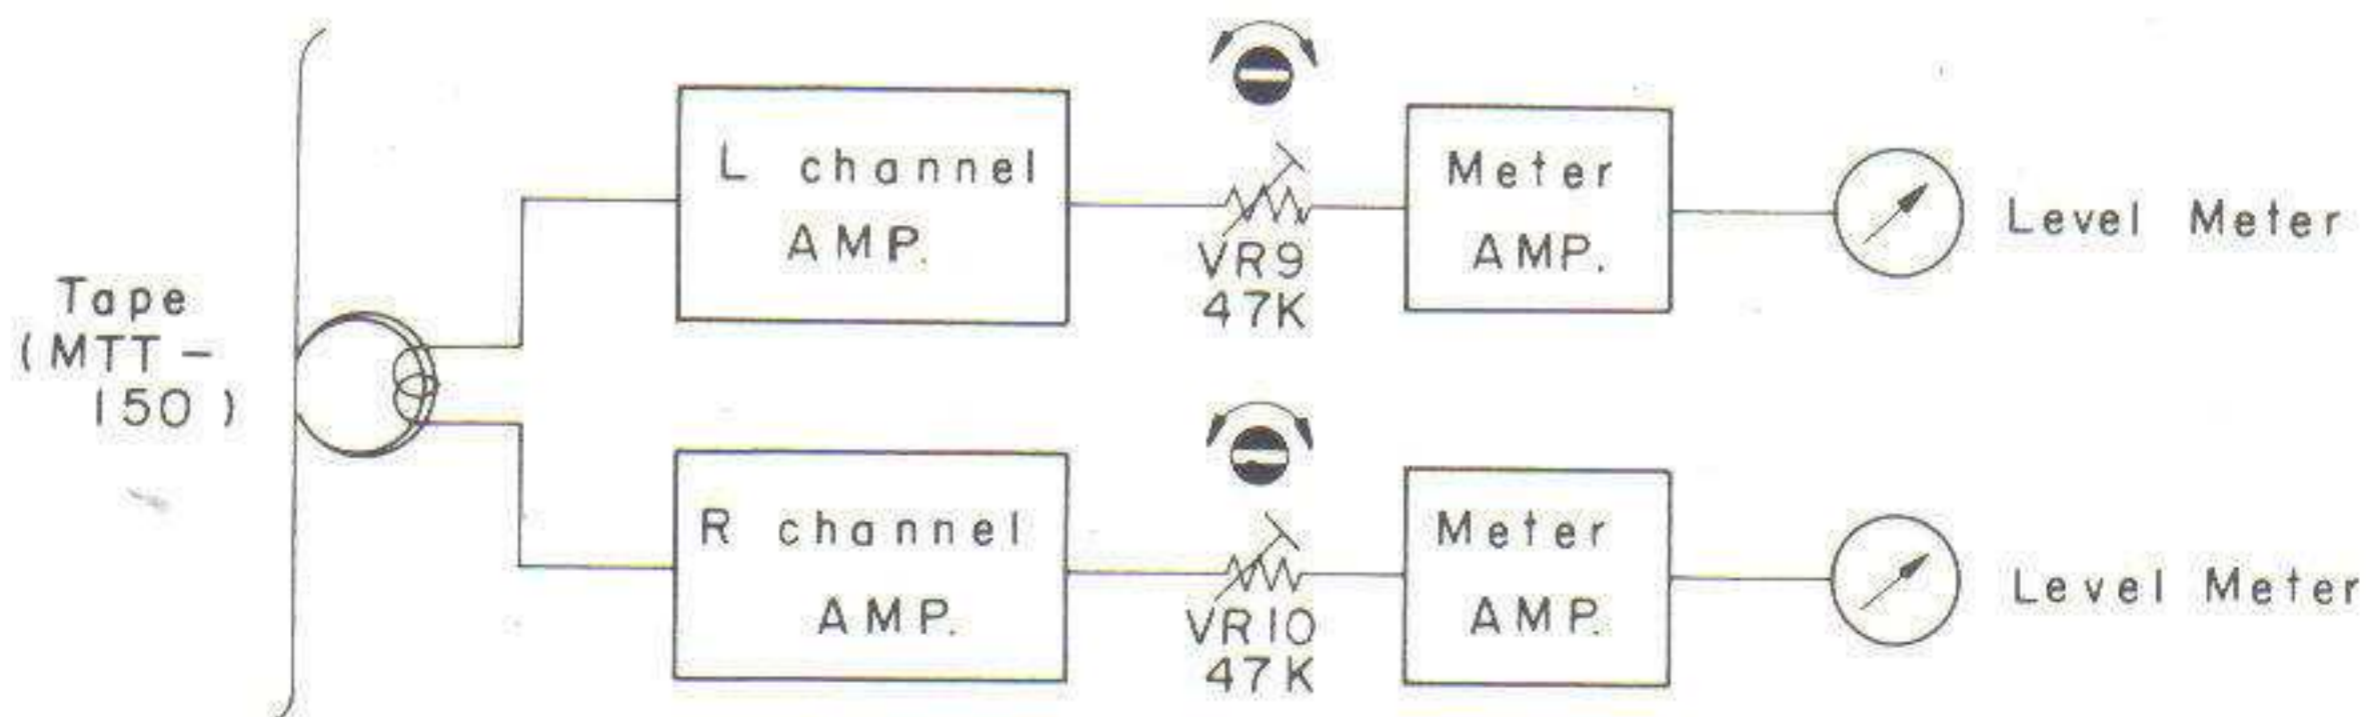 Tape
(MTT-
150)
L channel
AMP.
VR9
47K
Meter
AMP.
Level Meter
R channel
AMP.
VR10
47K
Meter
AMP.
Level Meter